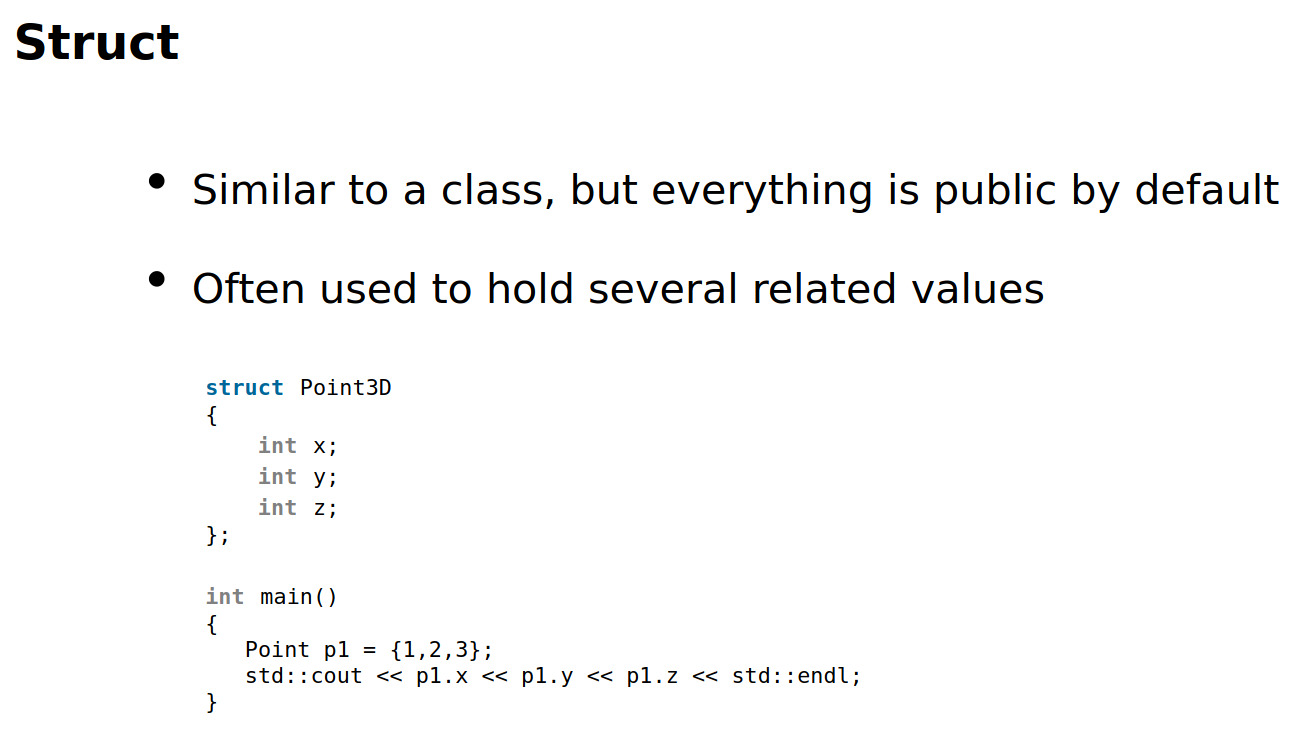 Struct
• Similar to a class, but everything is public by default
• Often used to hold several related values
struct Point3D
{
    int x;
    int y;
    int z;
};
int main()
{
   Point p1 = {1,2,3};
   std::cout << p1.x << p1.y << p1.z << std::endl;
}